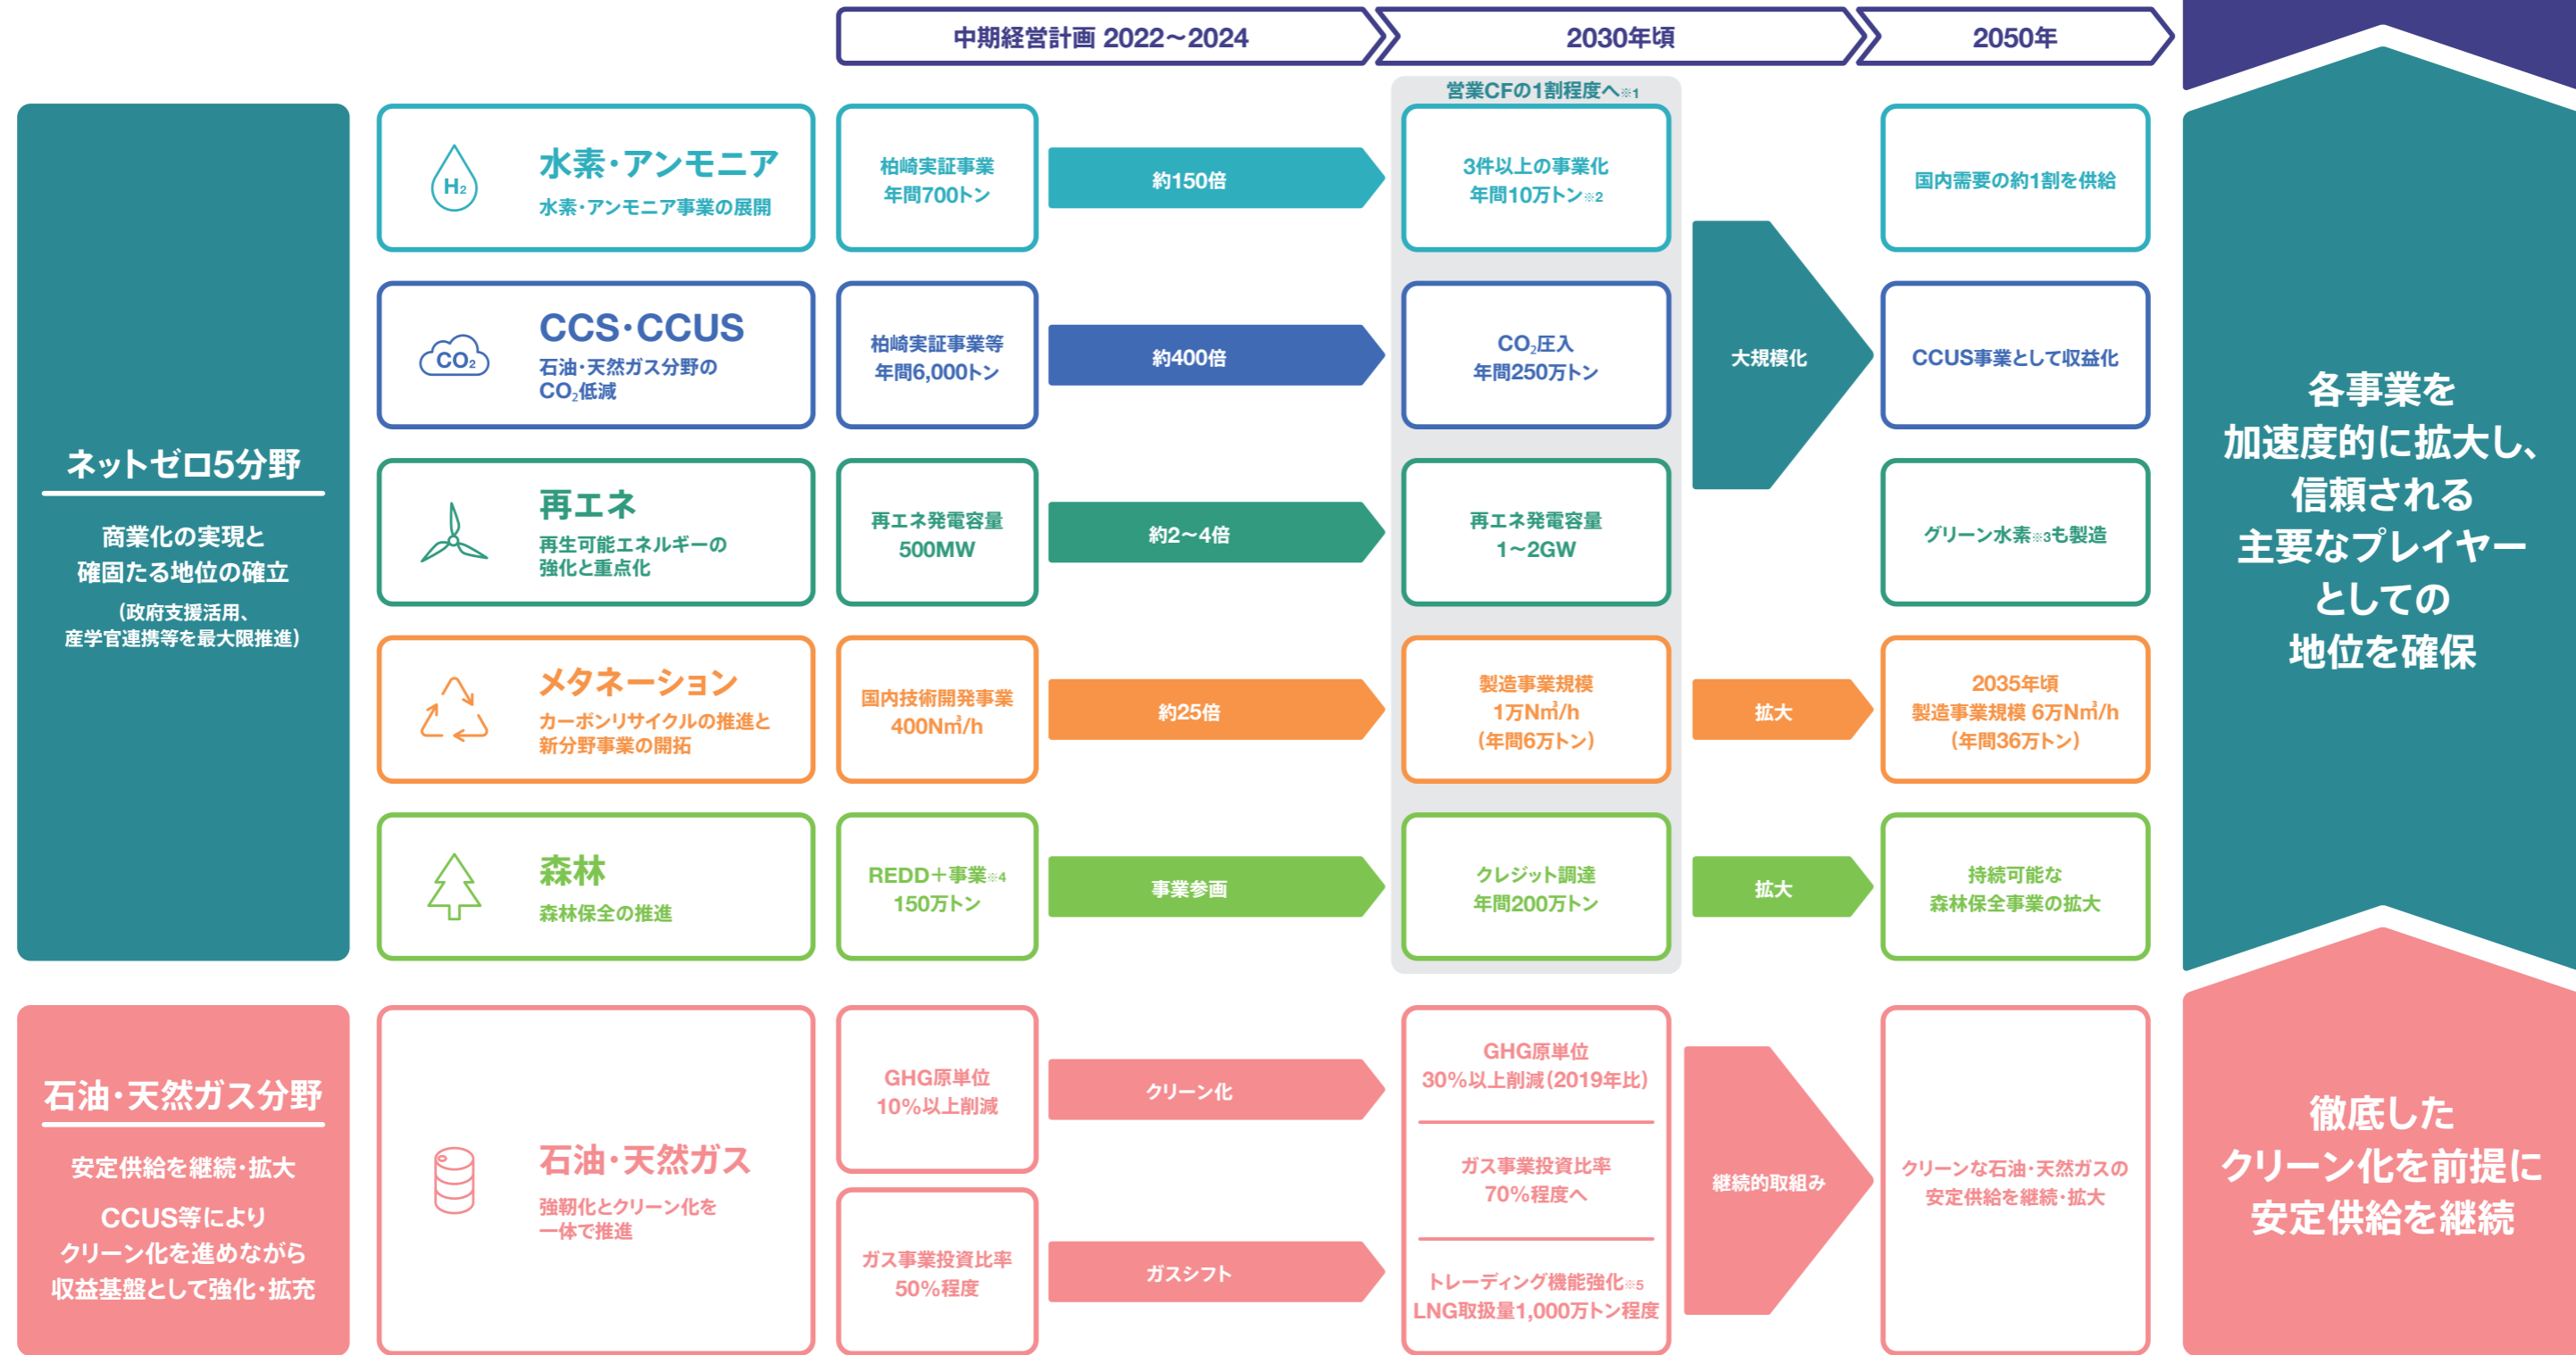 中期経営計画 2022～2024
2030年頃
2050年
ネットゼロ5分野
商業化の実現と
確固たる地位の確立
（政府支援活用、
産学官連携等を最大限推進）
営業CFの1割程度へ※1
H2
水素・アンモニア
水素・アンモニア事業の展開
柏崎実証事業
年間700トン
約150倍
3件以上の事業化
年間10万トン※2
国内需要の約1割を供給
CO2
CCS・CCUS
石油・天然ガス分野の
CO2低減
柏崎実証事業等
年間6,000トン
約400倍
CO2圧入
年間250万トン
大規模化
CCUS事業として収益化
再エネ
再生可能エネルギーの
強化と重点化
再エネ発電容量
500MW
約2～4倍
再エネ発電容量
1～2GW
グリーン水素※3も製造
メタネーション
カーボンリサイクルの推進と
新分野事業の開拓
国内技術開発事業
400N㎥/h
約25倍
製造事業規模
1万N㎥/h
（年間6万トン）
拡大
2035年頃
製造事業規模 6万N㎥/h
（年間36万トン）
森林
森林保全の推進
REDD＋事業※4
150万トン
事業参画
クレジット調達
年間200万トン
拡大
持続可能な
森林保全事業の拡大
各事業を
加速度的に拡大し、
信頼される
主要なプレイヤー
としての
地位を確保
石油・天然ガス分野
安定供給を継続・拡大
CCUS等により
クリーン化を進めながら
収益基盤として強化・拡充
石油・天然ガス
強靭化とクリーン化を
一体で推進
GHG原単位
10％以上削減
クリーン化
ガス事業投資比率
50％程度
ガスシフト
GHG原単位
30％以上削減（2019年比）
ガス事業投資比率
70％程度へ
トレーディング機能強化※5
LNG取扱量1,000万トン程度
継続的取組み
クリーンな石油・天然ガスの
安定供給を継続・拡大
徹底した
クリーン化を前提に
安定供給を継続